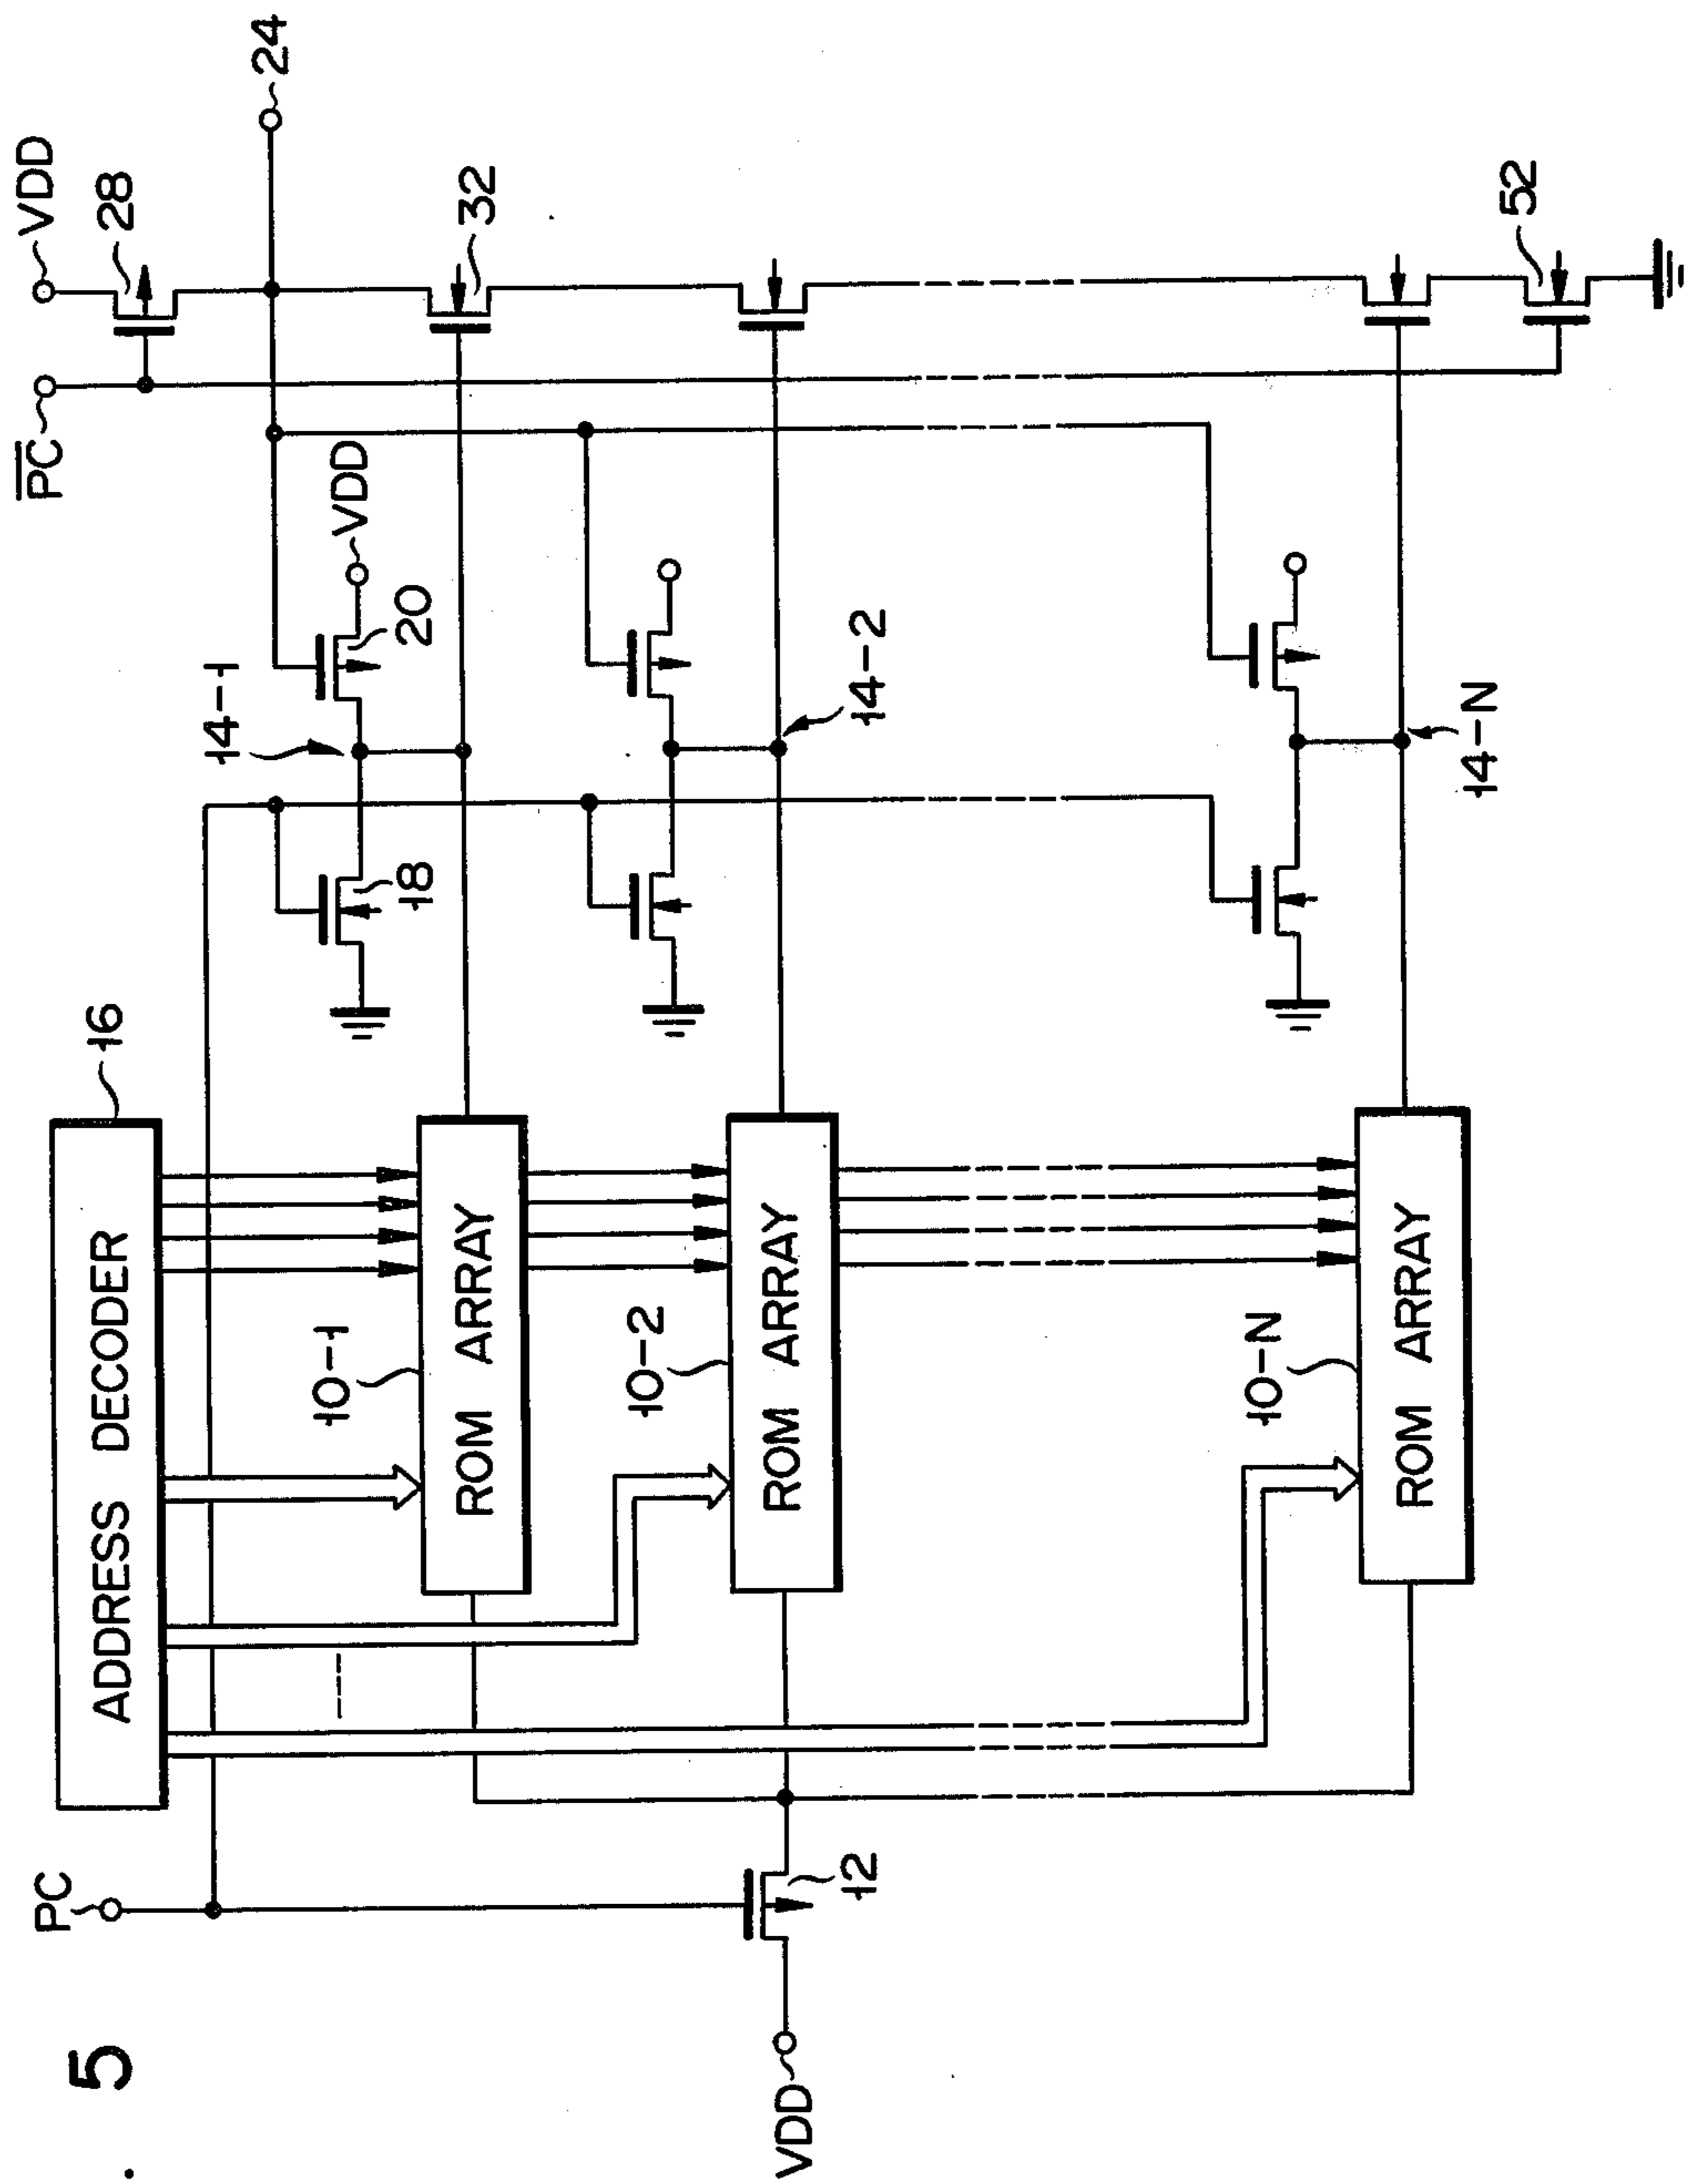 . 5
PC
ADDRESS DECODER
16
PC
VDD
28
24
14-1
20
VDD
18
32
10-1
ROM ARRAY
10-2
ROM ARRAY
14-2
12
VDD
10-N
ROM ARRAY
14-N
52